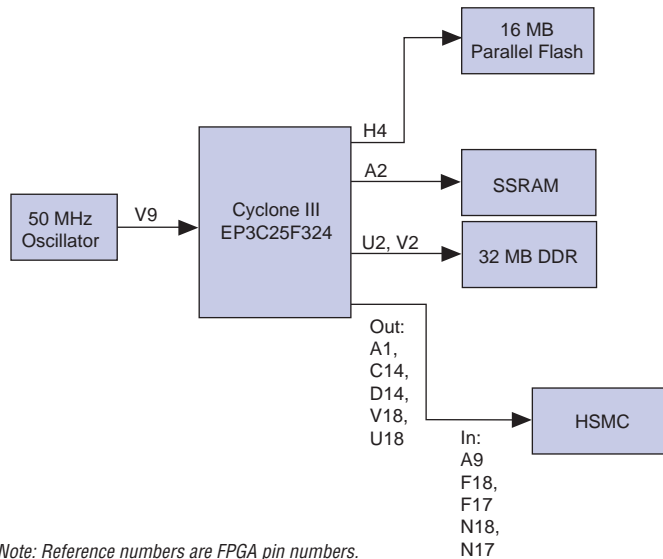 16 MB
Parallel Flash
H4
A2
SSRAM
50 MHz
Oscillator
V9
Cyclone III
EP3C25F324
U2, V2
32 MB DDR
Out:
A1,
C14,
D14,
V18,
U18
HSMC
In:
A9
F18,
F17
N18,
N17
Note: Reference numbers are FPGA pin numbers.